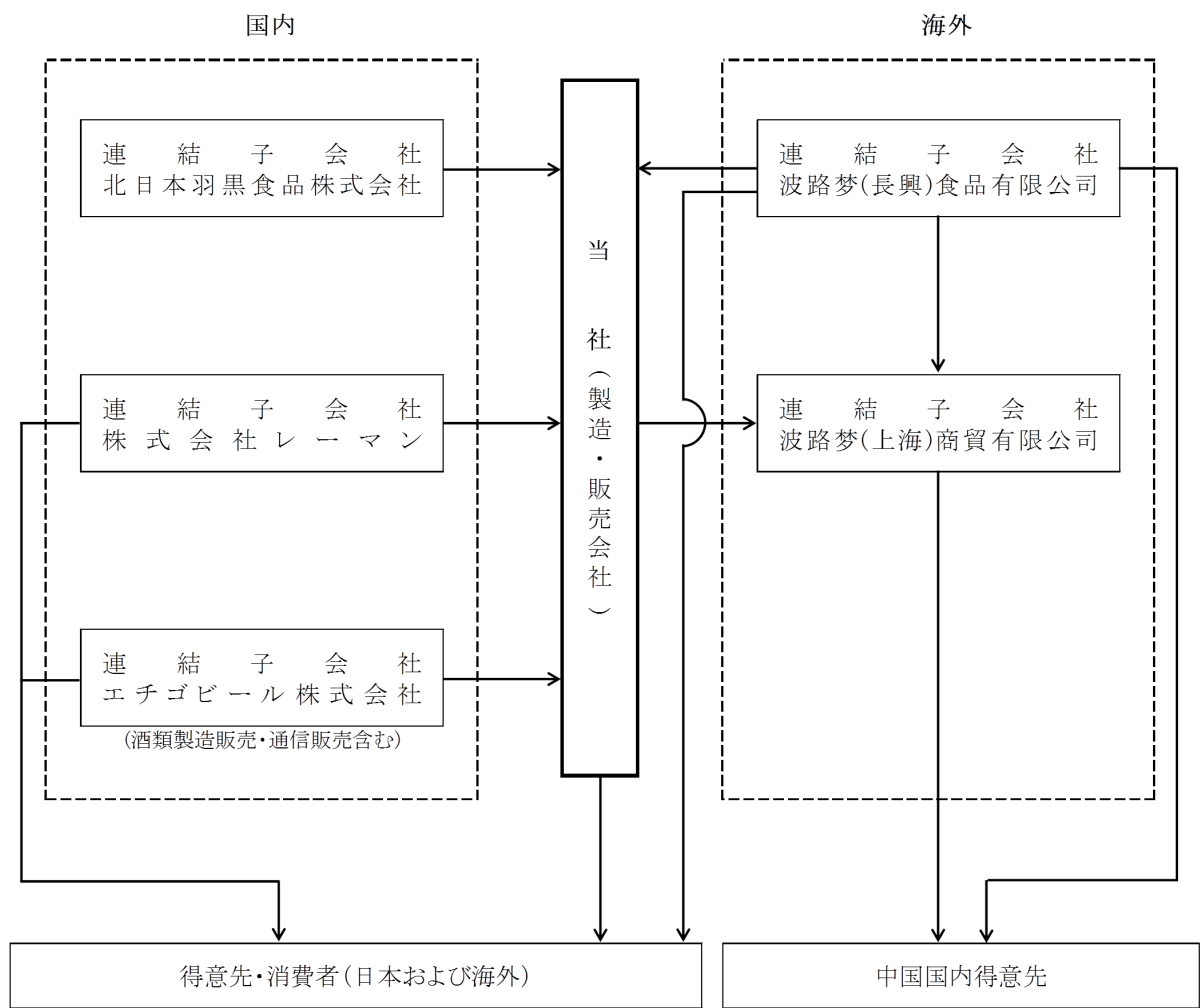 国内
連結子会社
北日本羽黒食品株式会社
連結子会社
株式会社レーマン
連結子会社
エチゴビール株式会社
(酒類製造販売・通信販売含む)
当社(製造・販売会社)
海外
連結子会社
波路梦(長興)食品有限公司
連結子会社
波路梦(上海)商貿有限公司
得意先・消費者(日本および海外)
中国国内得意先